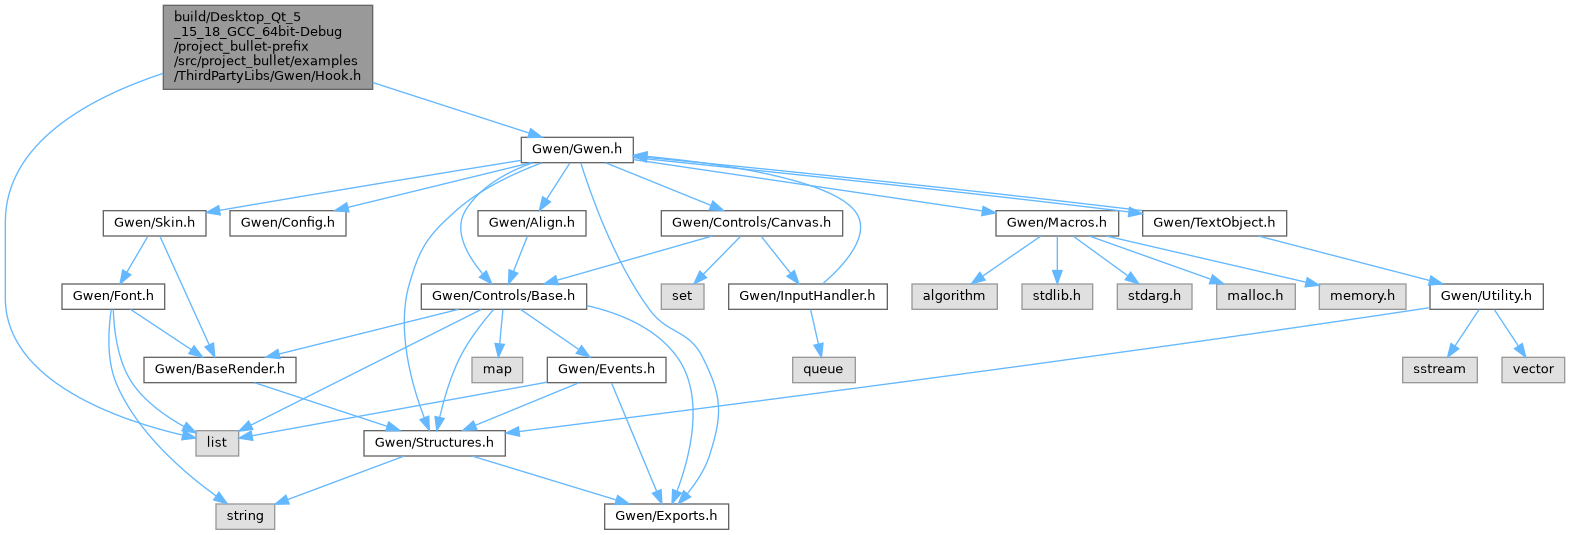 build/Desktop_Qt_5
_15_18_GCC_64bit-Debug
/project_bullet-prefix
/src/project_bullet/examples
/ThirdPartyLibs/Gwen/Hook.h
Gwen/Gwen.h
Gwen/Skin.h
Gwen/Config.h
Gwen/Align.h
Gwen/Controls/Canvas.h
Gwen/Macros.h
Gwen/TextObject.h
Gwen/Font.h
Gwen/Controls/Base.h
set
Gwen/InputHandler.h
algorithm
stdlib.h
stdarg.h
malloc.h
memory.h
Gwen/Utility.h
Gwen/BaseRender.h
map
Gwen/Events.h
queue
sstream
vector
list
Gwen/Structures.h
string
Gwen/Exports.h